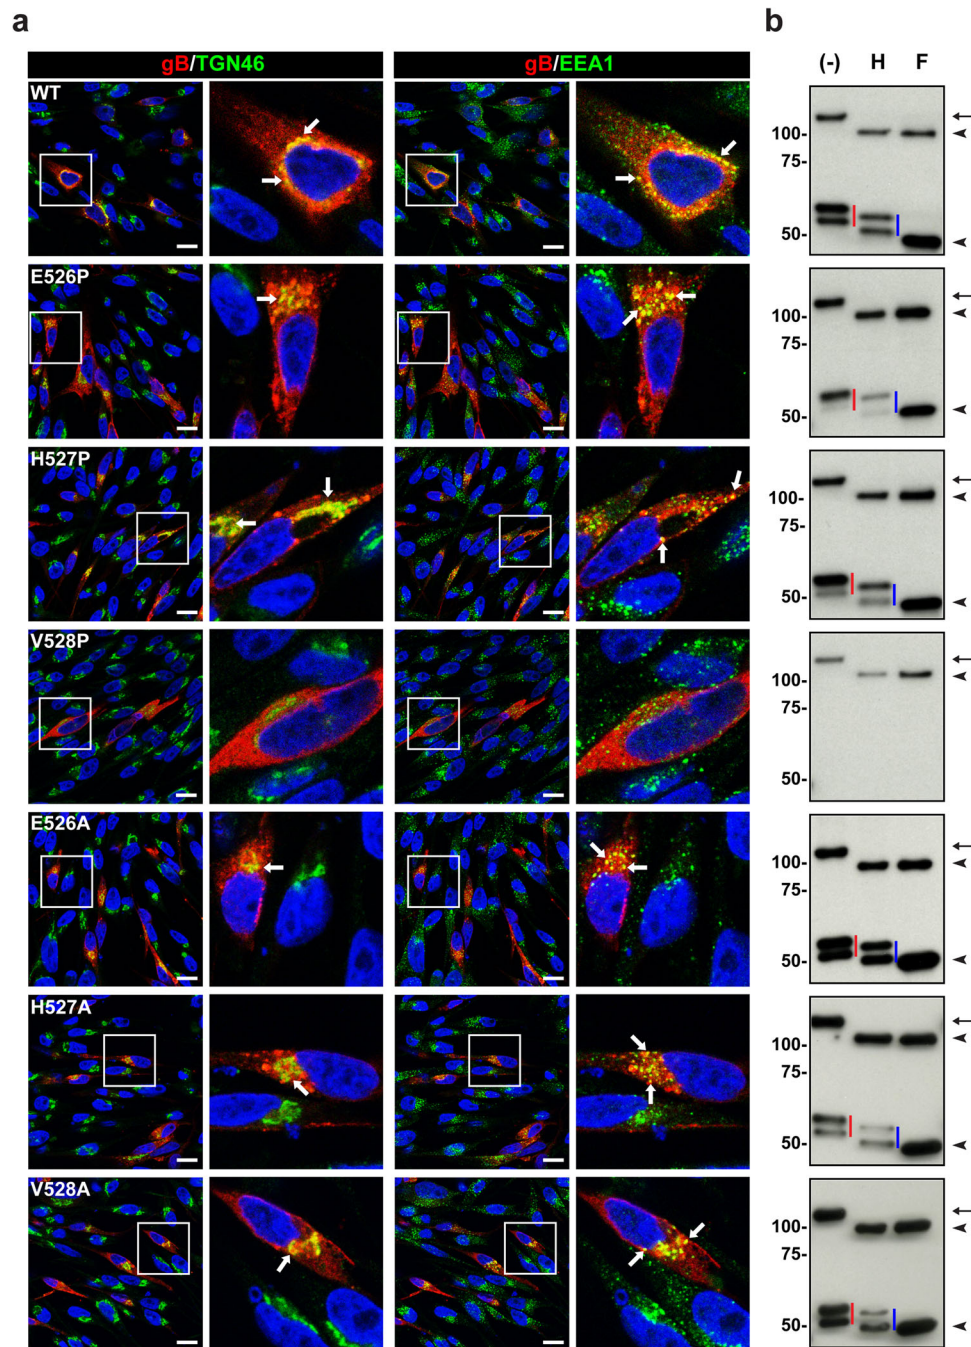 a
b
gB/TGN46
gB/EEA1
(-) H F
WT
100-
75-
50-
E526P
100-
75-
50-
H527P
100-
75-
50-
V528P
100-
75-
50-
E526A
100-
75-
50-
H527A
100-
75-
50-
V528A
100-
75-
50-